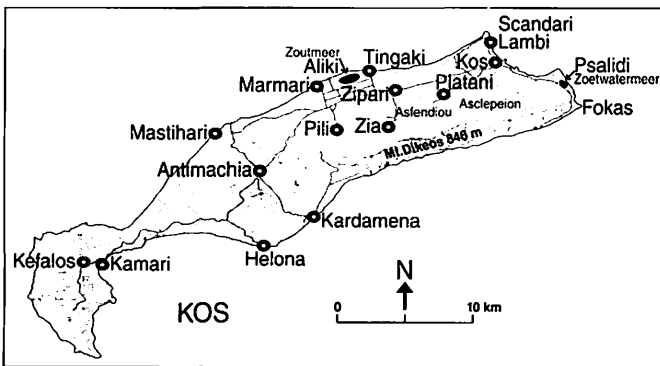 Scandari
Lambi
Zoutmeer
Aliki
Tingaki
Kos
Psalidi
Zoetwatermeer
Marmari
Zipari
Platani
Asfendiou
Asclepeion
Fokas
Mastihari
Pili
Zia
Mt.Dikeos 846 m
Antimachia
Kardamena
Helona
Kefalos
Kamari
KOS
N
0
10 km